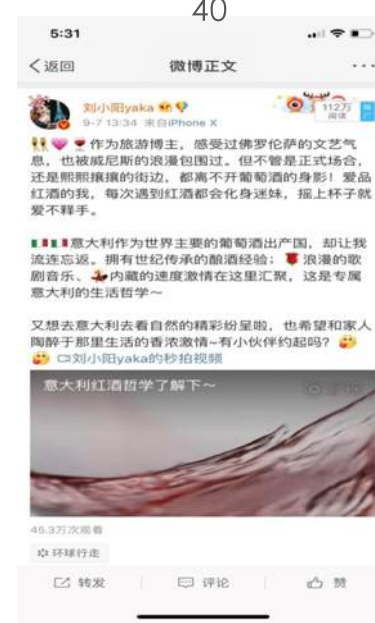 40
5:31
返回
微博正文
刘小阳yaka
112万
阅读
9-7 13:34 来自iPhone X
作为旅游博主，感受过佛罗伦萨的文艺气
息，也被威尼斯的浪漫包围过。但不管是正式场合，
还是熙熙攘攘的街边，都离不开葡萄酒的身影！爱品
红酒的我，每次遇到红酒都会化身迷妹，摇上杯子就
爱不释手。
意大利作为世界主要的葡萄酒出产国，却让我
流连忘返。拥有世纪传承的酿酒经验；浪漫的歌
剧音乐、内藏的速度激情在这里汇聚，这是专属
意大利的生活哲学～
又想去意大利去看自然的精彩纷呈啦，也希望和家人
陶醉于那里生活的香浓激情~有小伙伴约起吗？
刘小阳yaka的秒拍视频
意大利红酒哲学了解下～
45.3万次观看
环球行走
转发
评论
赞